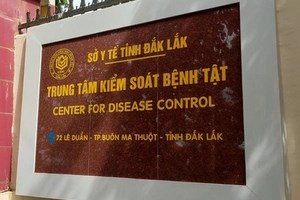 SỞ Y TẾ TỈNH ĐẮK LẮK
TRUNG TÂM KIỂM SOÁT BỆNH TẬT
CENTER FOR DISEASE CONTROL
72 LÊ DUẨN - TP.BUÔN MA THUỘT - TỈNH ĐẮK LẮK